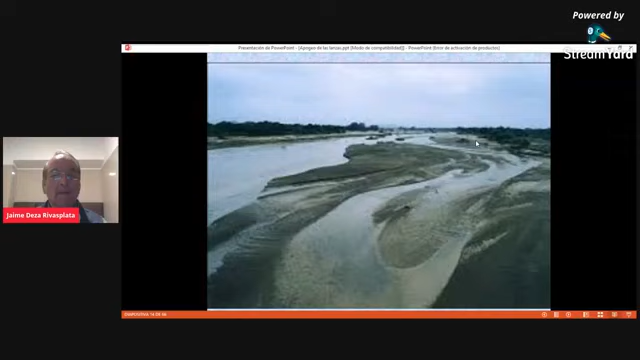 Powered by
StreamYard
Presentación de PowerPoint - [Apogeo de las lanzas.ppt [Modo de compatibilidad]] - PowerPoint (Error de activación de productos)
Jaime Deza Rivasplata